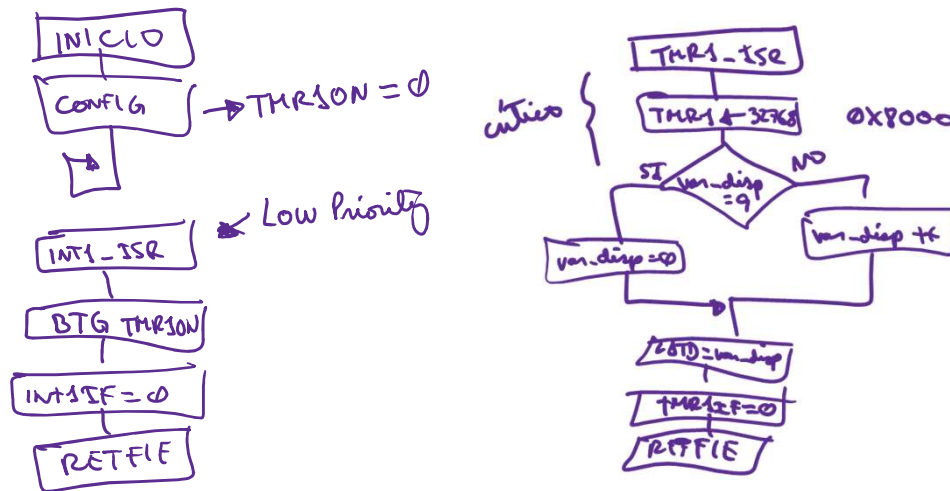 INICIO
CONFIG
TMR1ON = 0
Low Priority
INT1_ISR
BTG TMR1ON
INT1IF = 0
RETFIE
TMR1_ISR
crítico
TMR1 ← 32768
0x8000
SI
var_disp
=9
NO
var_disp=0
var_disp ++
LATD=var_disp
TMR1IF=0
RETFIE